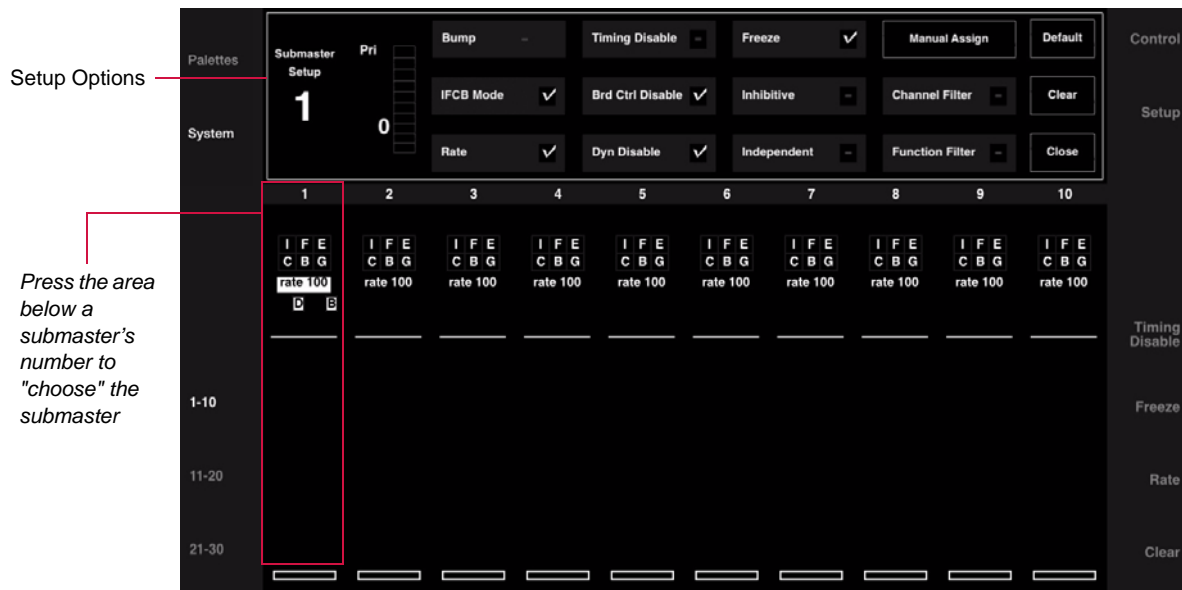 Setup Options
Press the area
below a
submaster's
number to
"choose" the
submaster
Palettes
System
1-10
11-20
21-30
Submaster
Setup
1
Pri
0
Bump -
Timing Disable -
Freeze ✓
Manual Assign
Default
IFCB Mode ✓
Brd Ctrl Disable ✓
Inhibitive -
Channel Filter -
Clear
Rate ✓
Dyn Disable ✓
Independent -
Function Filter -
Close
1 2 3 4 5 6 7 8 9 10
I F E I F E I F E I F E I F E I F E I F E I F E I F E I F E
C B G C B G C B G C B G C B G C B G C B G C B G C B G C B G
rate 100 rate 100 rate 100 rate 100 rate 100 rate 100 rate 100 rate 100 rate 100 rate 100
D B
Control
Setup
Timing
Disable
Freeze
Rate
Clear